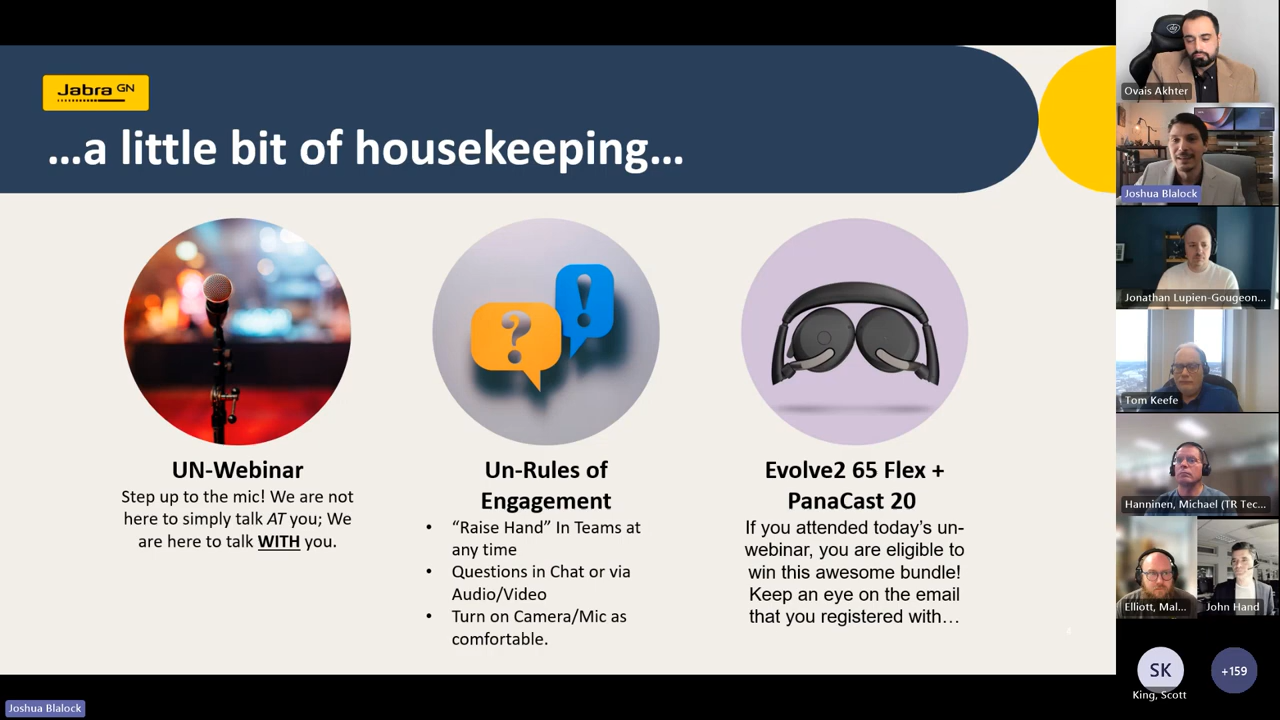 Jabra GN
...a little bit of housekeeping...
UN-Webinar
Step up to the mic! We are not
here to simply talk AT you; We
are here to talk WITH you.
?
!
Un-Rules of
Engagement
• “Raise Hand” In Teams at
any time
• Questions in Chat or via
Audio/Video
• Turn on Camera/Mic as
comfortable.
Evolve2 65 Flex +
PanaCast 20
If you attended today’s un-
webinar, you are eligible to
win this awesome bundle!
Keep an eye on the email
that you registered with…
Ovais Akhter
Joshua Blalock
Jonathan Lupien-Gougeon...
Tom Keefe
Hanninen, Michael (TR Tec...
Elliott, Mal...
John Hand
SK
King, Scott
+159
Joshua Blalock